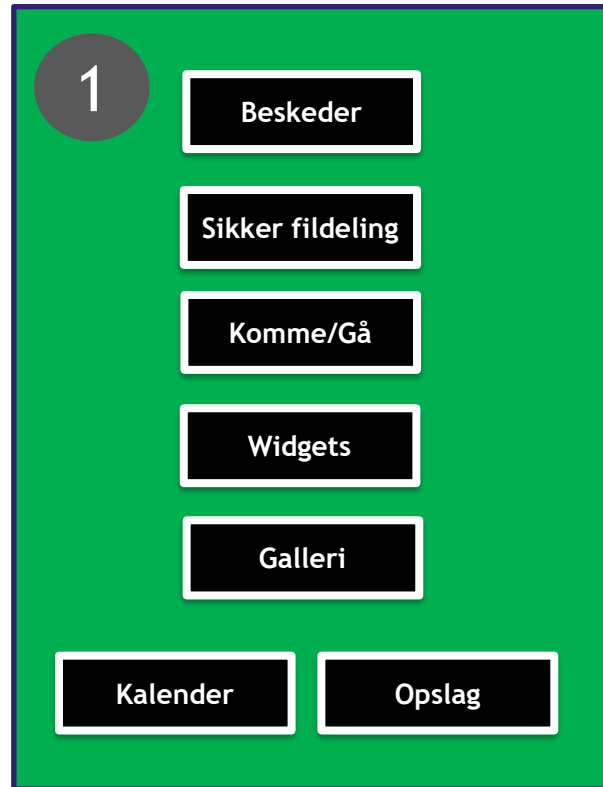 1
Beskeder
Sikker fildeling
Komme/Gå
Widgets
Galleri
Kalender
Opslag